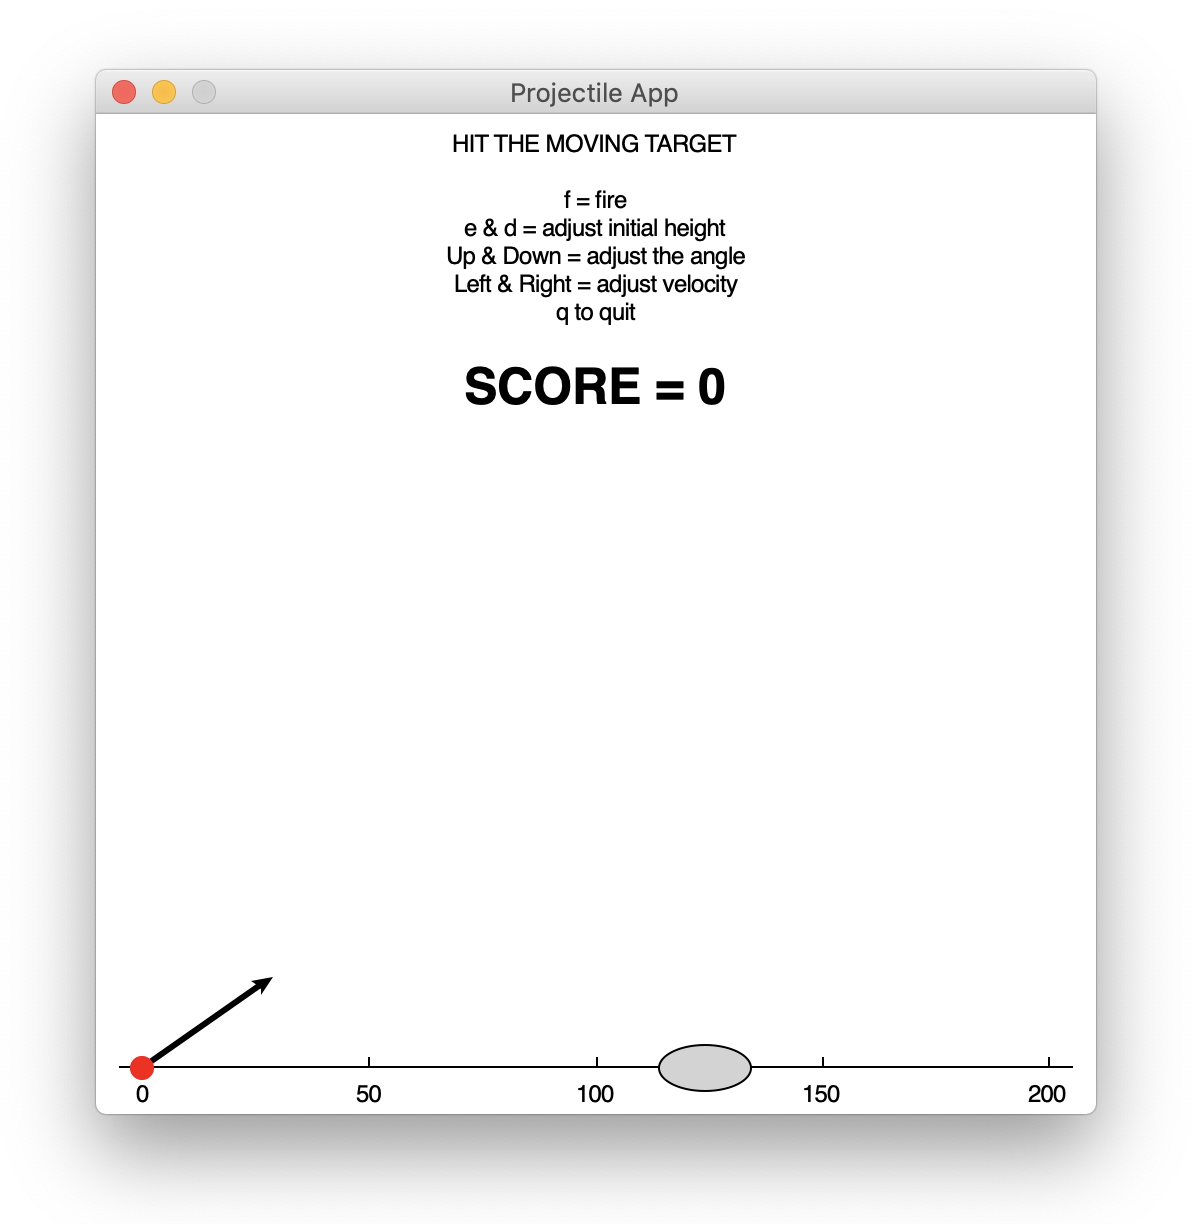 Projectile App
HIT THE MOVING TARGET
f = fire
e & d = adjust initial height
Up & Down = adjust the angle
Left & Right = adjust velocity
q to quit
SCORE = 0
0 50 100 150 200